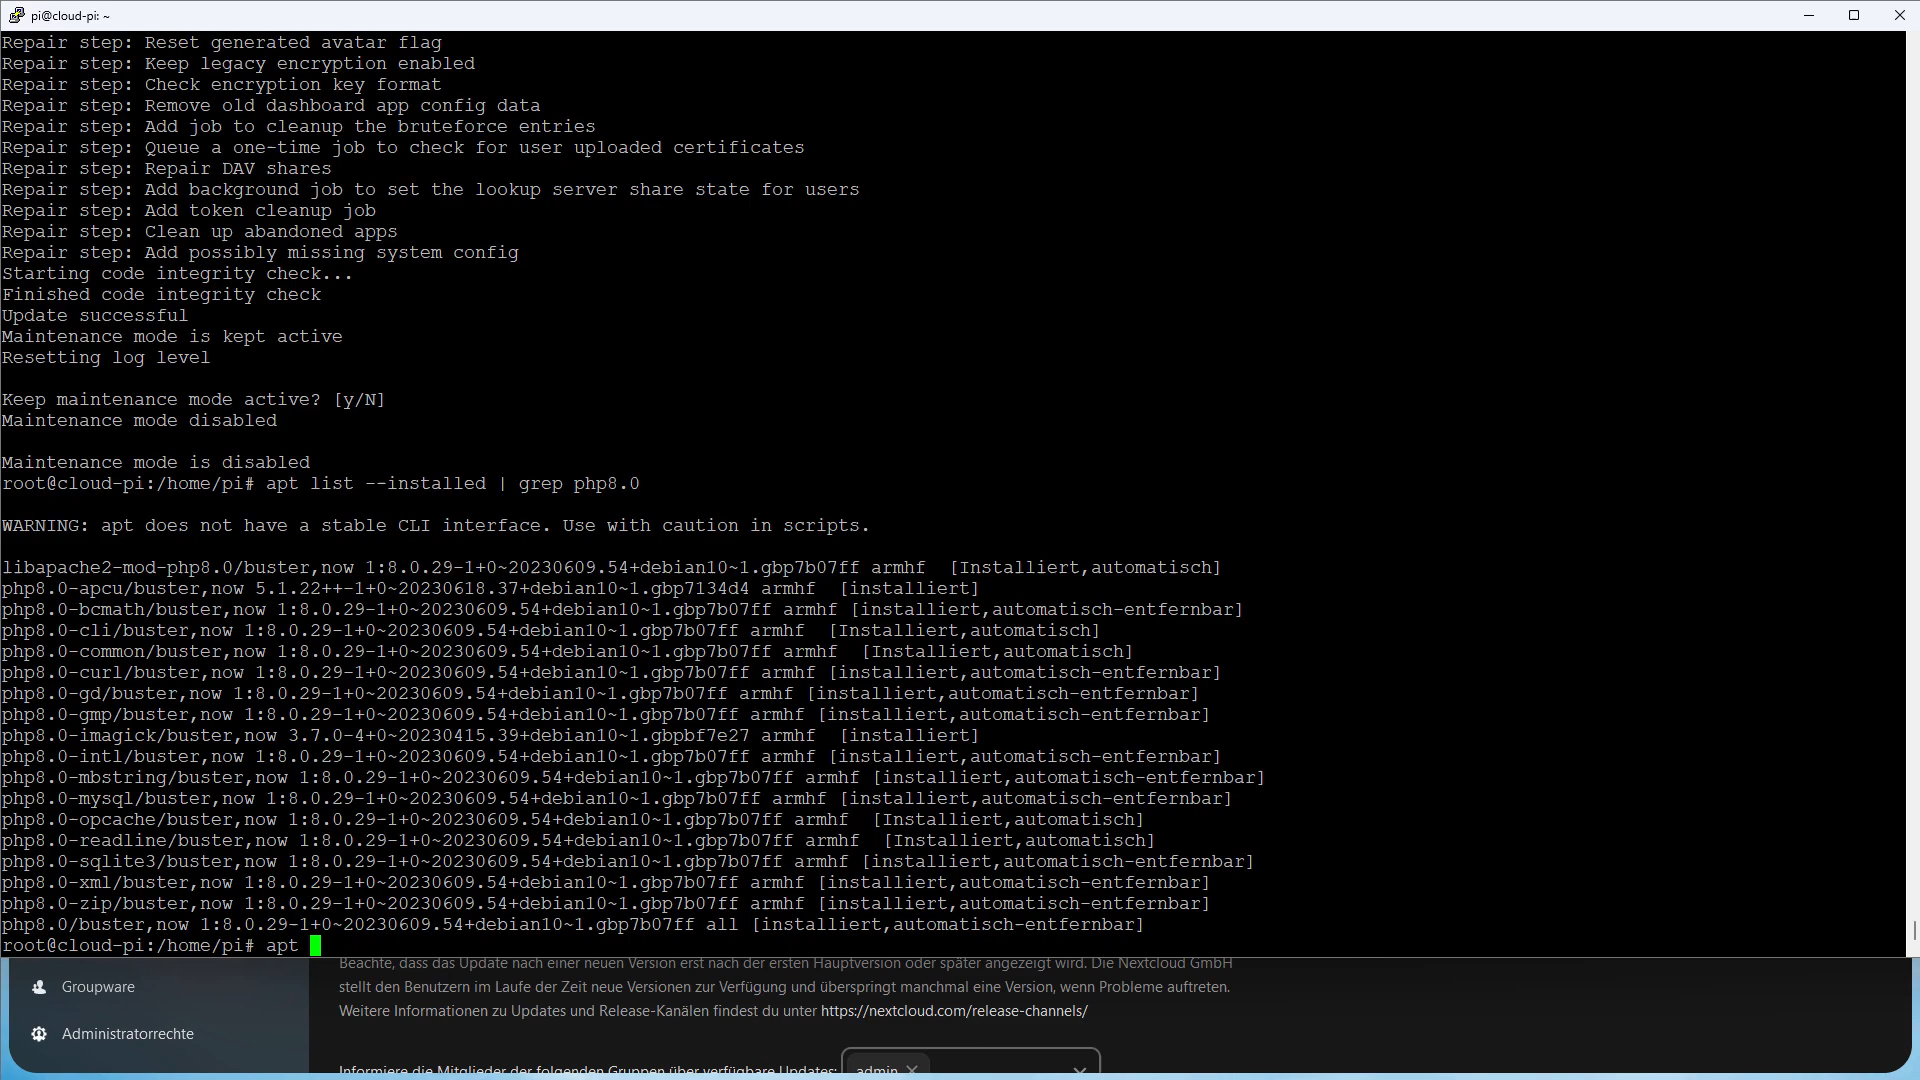 pi@cloud-pi: ~
Repair step: Reset generated avatar flag
Repair step: Keep legacy encryption enabled
Repair step: Check encryption key format
Repair step: Remove old dashboard app config data
Repair step: Add job to cleanup the bruteforce entries
Repair step: Queue a one-time job to check for user uploaded certificates
Repair step: Repair DAV shares
Repair step: Add background job to set the lookup server share state for users
Repair step: Add token cleanup job
Repair step: Clean up abandoned apps
Repair step: Add possibly missing system config
Starting code integrity check...
Finished code integrity check
Update successful
Maintenance mode is kept active
Resetting log level
Keep maintenance mode active? [y/N]
Maintenance mode disabled
Maintenance mode is disabled
root@cloud-pi:/home/pi# apt list --installed | grep php8.0
WARNING: apt does not have a stable CLI interface. Use with caution in scripts.
libapache2-mod-php8.0/buster,now 1:8.0.29-1+0~20230609.54+debian10~1.gbp7b07ff armhf  [Installiert,automatisch]
php8.0-apcu/buster,now 5.1.22++-1+0~20230618.37+debian10~1.gbp7134d4 armhf  [installiert]
php8.0-bcmath/buster,now 1:8.0.29-1+0~20230609.54+debian10~1.gbp7b07ff armhf [installiert,automatisch-entfernbar]
php8.0-cli/buster,now 1:8.0.29-1+0~20230609.54+debian10~1.gbp7b07ff armhf  [Installiert,automatisch]
php8.0-common/buster,now 1:8.0.29-1+0~20230609.54+debian10~1.gbp7b07ff armhf  [Installiert,automatisch]
php8.0-curl/buster,now 1:8.0.29-1+0~20230609.54+debian10~1.gbp7b07ff armhf [installiert,automatisch-entfernbar]
php8.0-gd/buster,now 1:8.0.29-1+0~20230609.54+debian10~1.gbp7b07ff armhf [installiert,automatisch-entfernbar]
php8.0-gmp/buster,now 1:8.0.29-1+0~20230609.54+debian10~1.gbp7b07ff armhf [installiert,automatisch-entfernbar]
php8.0-imagick/buster,now 3.7.0-4+0~20230415.39+debian10~1.gbpbf7e27 armhf  [installiert]
php8.0-intl/buster,now 1:8.0.29-1+0~20230609.54+debian10~1.gbp7b07ff armhf [installiert,automatisch-entfernbar]
php8.0-mbstring/buster,now 1:8.0.29-1+0~20230609.54+debian10~1.gbp7b07ff armhf [installiert,automatisch-entfernbar]
php8.0-mysql/buster,now 1:8.0.29-1+0~20230609.54+debian10~1.gbp7b07ff armhf [installiert,automatisch-entfernbar]
php8.0-opcache/buster,now 1:8.0.29-1+0~20230609.54+debian10~1.gbp7b07ff armhf  [Installiert,automatisch]
php8.0-readline/buster,now 1:8.0.29-1+0~20230609.54+debian10~1.gbp7b07ff armhf  [Installiert,automatisch]
php8.0-sqlite3/buster,now 1:8.0.29-1+0~20230609.54+debian10~1.gbp7b07ff armhf [installiert,automatisch-entfernbar]
php8.0-xml/buster,now 1:8.0.29-1+0~20230609.54+debian10~1.gbp7b07ff armhf [installiert,automatisch-entfernbar]
php8.0-zip/buster,now 1:8.0.29-1+0~20230609.54+debian10~1.gbp7b07ff armhf [installiert,automatisch-entfernbar]
php8.0/buster,now 1:8.0.29-1+0~20230609.54+debian10~1.gbp7b07ff all [installiert,automatisch-entfernbar]
root@cloud-pi:/home/pi# apt
Groupware
Administratorrechte
Beachte, dass das Update nach einer neuen Version erst nach der ersten Hauptversion oder später angezeigt wird. Die Nextcloud GmbH
stellt den Benutzern im Laufe der Zeit neue Versionen zur Verfügung und überspringt manchmal eine Version, wenn Probleme auftreten.
Weitere Informationen zu Updates und Release-Kanälen findest du unter https://nextcloud.com/release-channels/
Informiere die Mitglieder der folgenden Gruppen über verfügbare Updates: admin